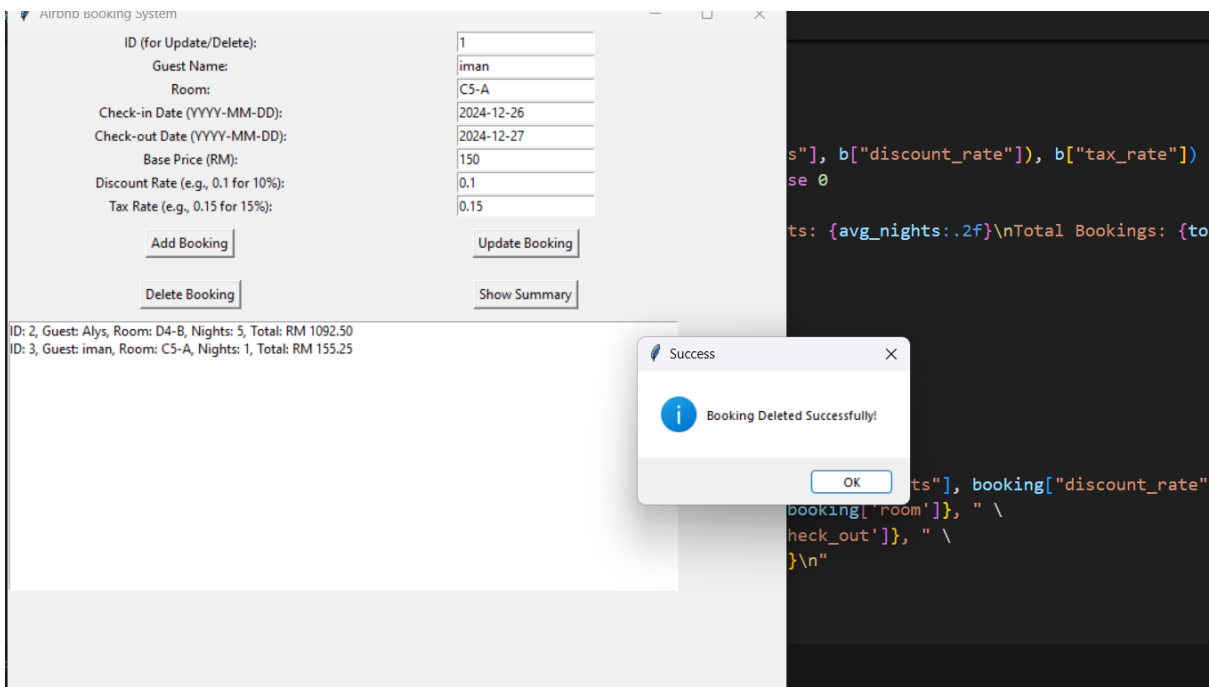 Airbnb Booking System
ID (for Update/Delete): 1
Guest Name: iman
Room: C5-A
Check-in Date (YYYY-MM-DD): 2024-12-26
Check-out Date (YYYY-MM-DD): 2024-12-27
Base Price (RM): 150
Discount Rate (e.g., 0.1 for 10%): 0.1
Tax Rate (e.g., 0.15 for 15%): 0.15
Add Booking Update Booking
Delete Booking Show Summary
ID: 2, Guest: Alys, Room: D4-B, Nights: 5, Total: RM 1092.50
ID: 3, Guest: iman, Room: C5-A, Nights: 1, Total: RM 155.25
Success
Booking Deleted Successfully!
OK
s"], b["discount_rate"]), b["tax_rate"])
se 0
ts: {avg_nights:.2f}\nTotal Bookings: {to
ts"], booking["discount_rate"
booking['room']}, " \
heck_out']}, " \
}\n"